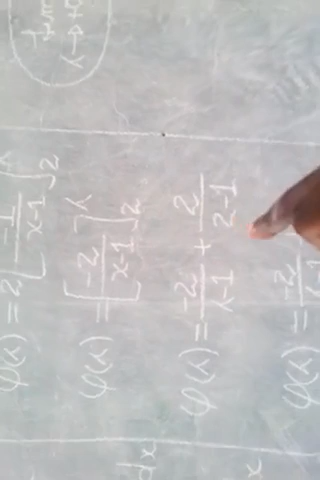 φ(λ) = 2[-1/x-1]₂^λ
φ(λ) = [-2/x-1]₂^λ
φ(λ) = -2/λ-1 + 2/2-1
φ(λ) = -2/λ-1
dx